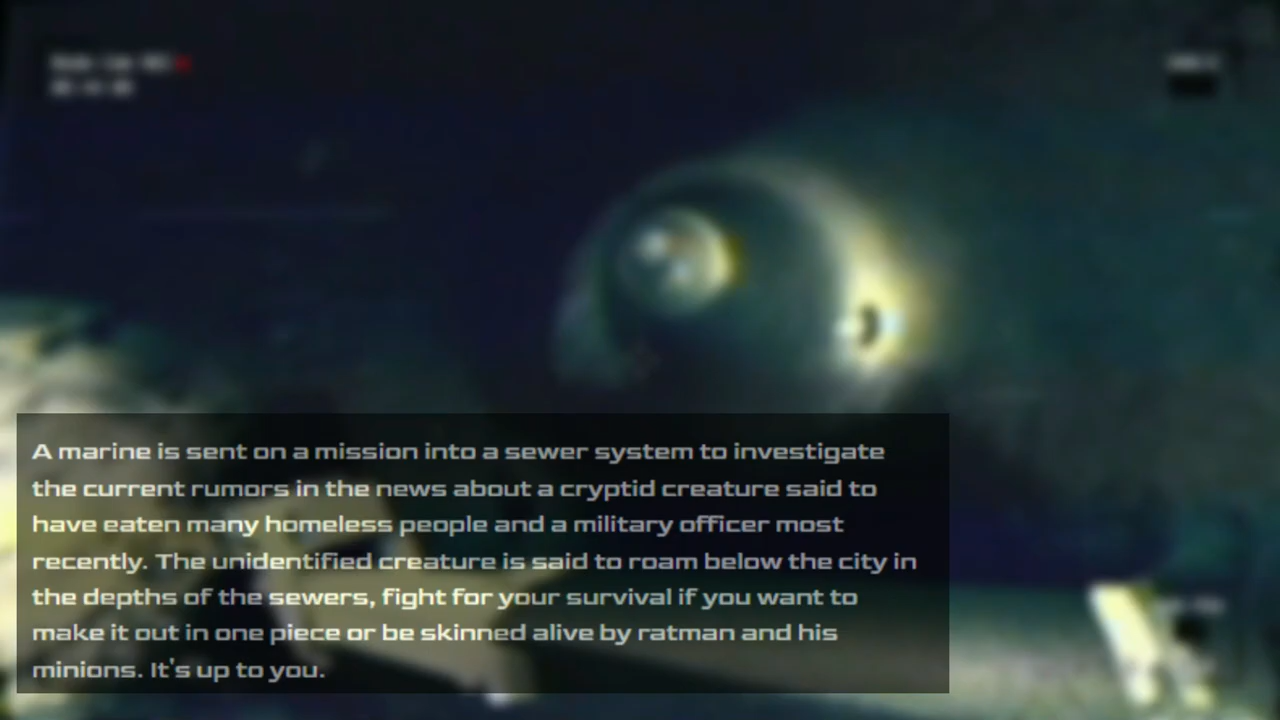 A marine is sent on a mission into a sewer system to investigate
the current rumors in the news about a cryptid creature said to
have eaten many homeless people and a military officer most
recently. The unidentified creature is said to roam below the city in
the depths of the sewers, fight for your survival if you want to
make it out in one piece or be skinned alive by ratman and his
minions. It's up to you.